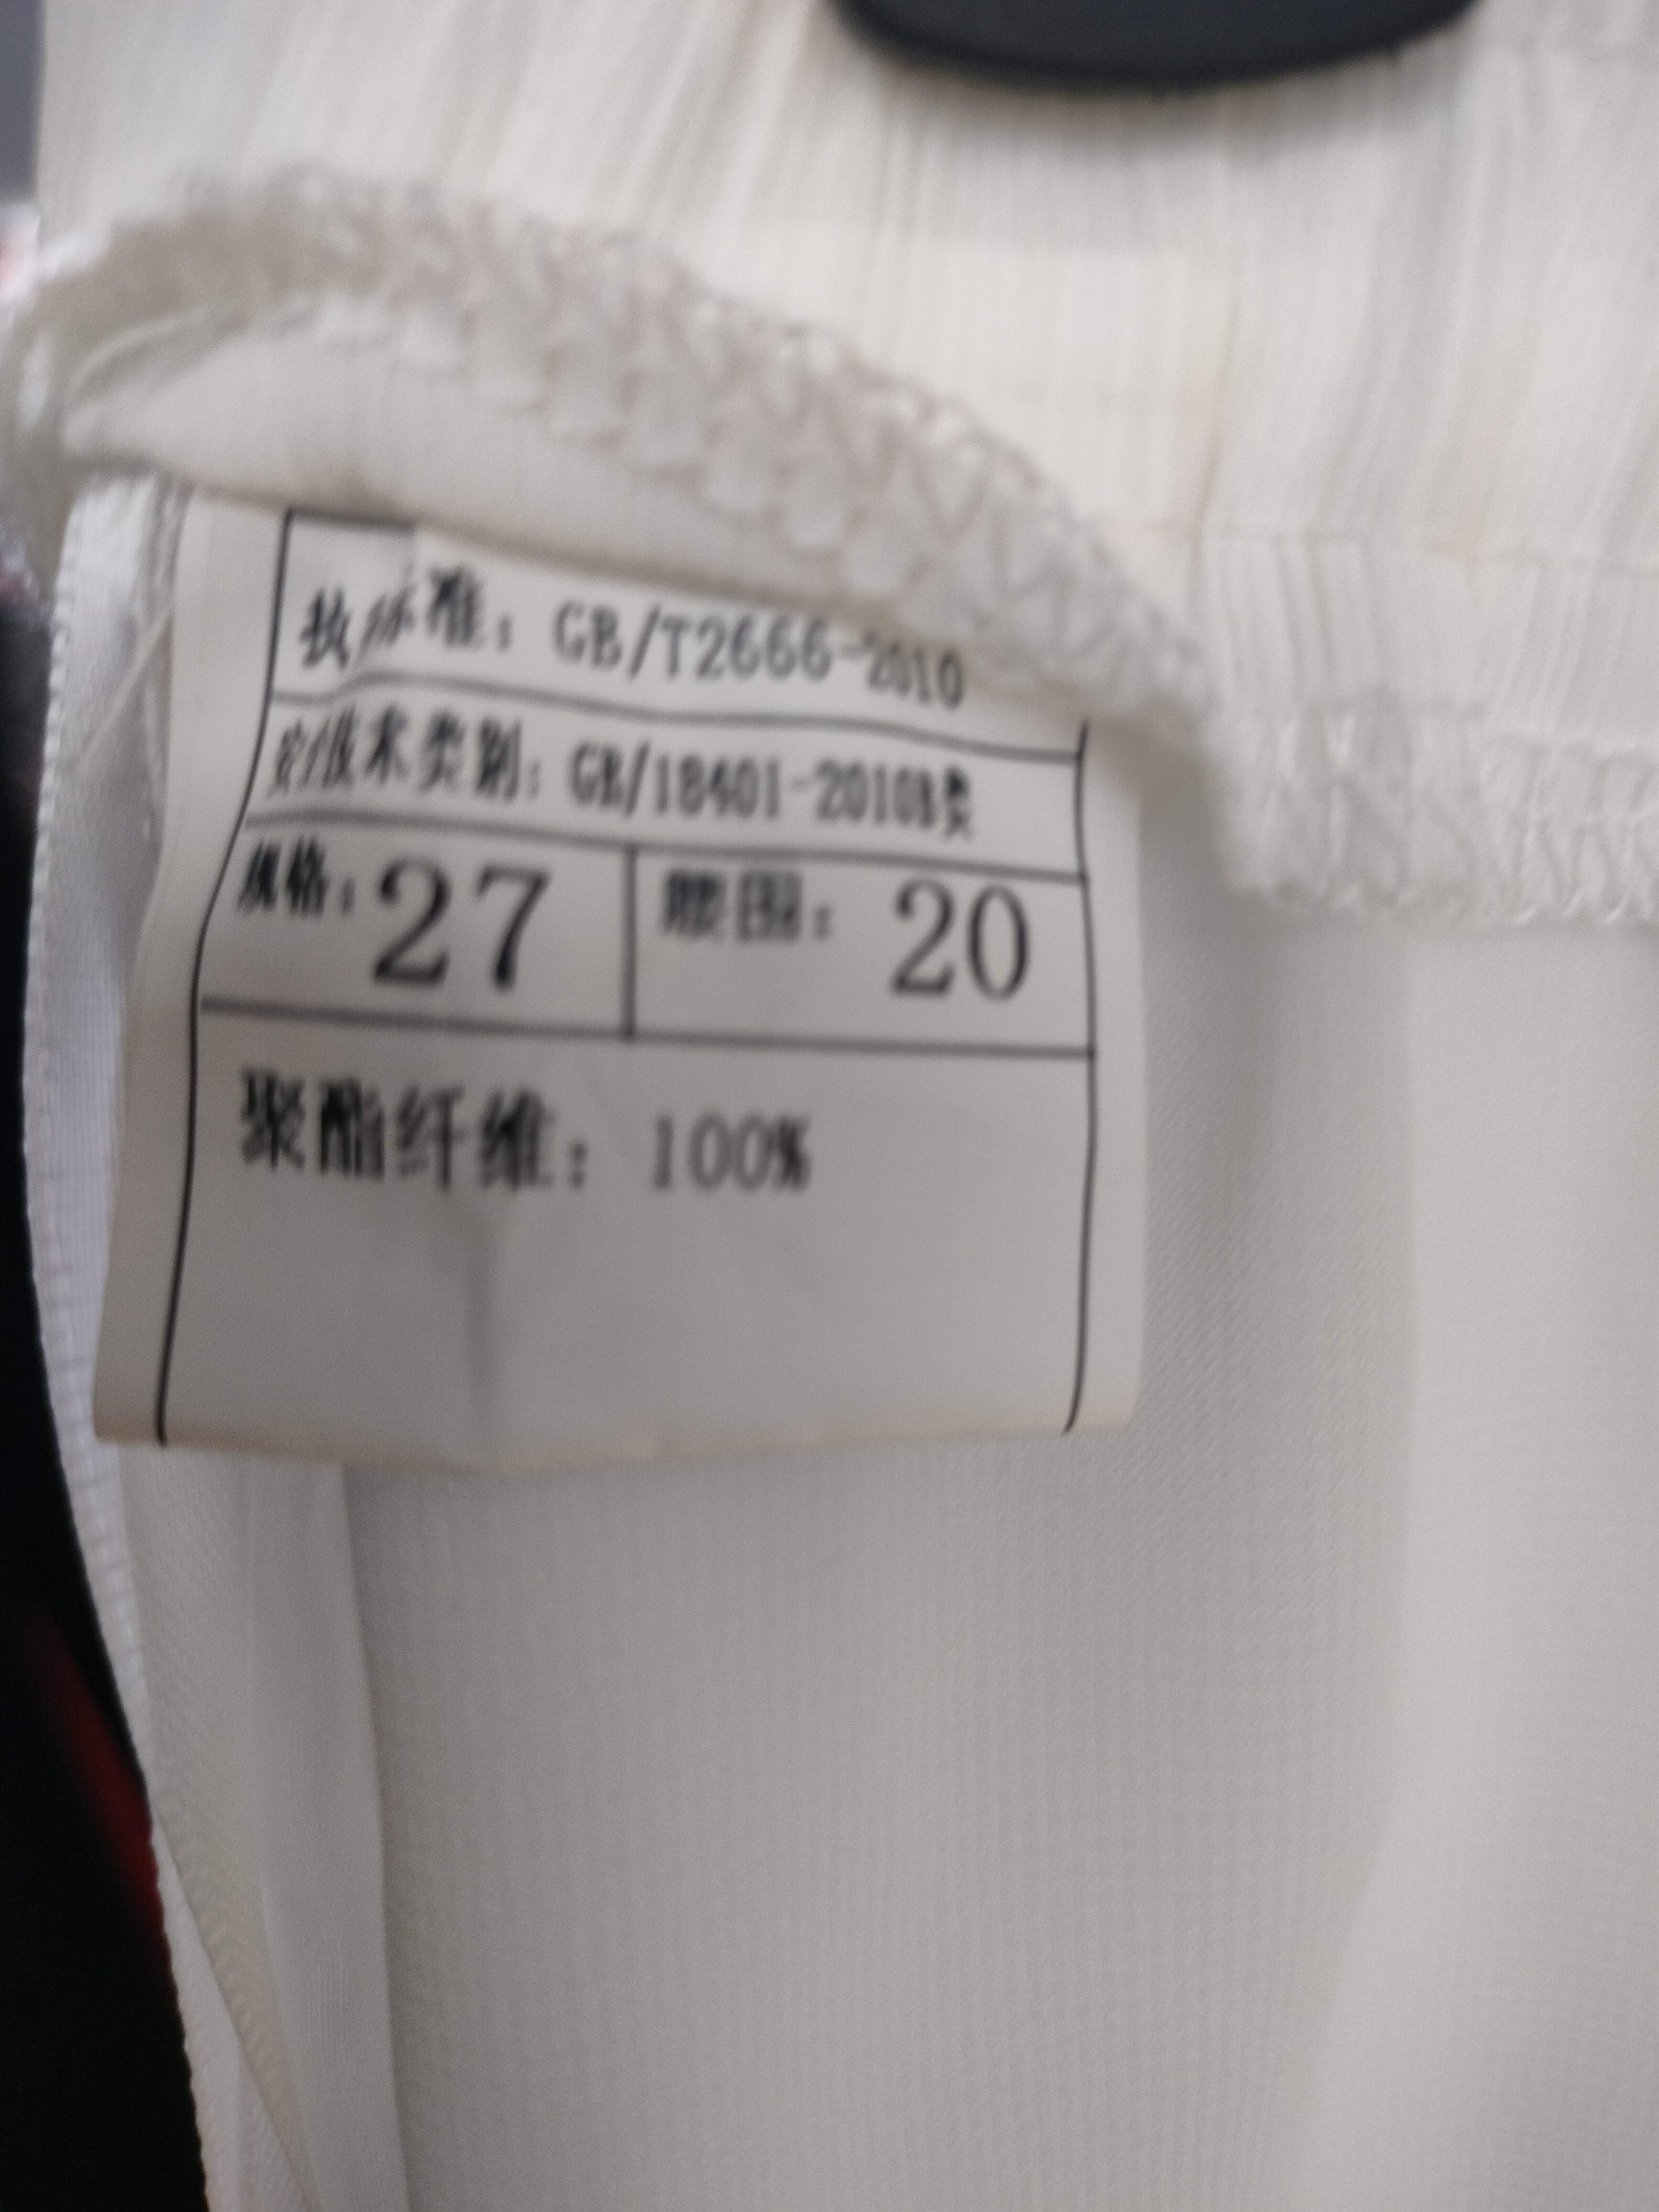 执标准：GB/T2666-2010
安技术类别：GB/18401-2010B类
规格：27 腰围：20
聚酯纤维：100%